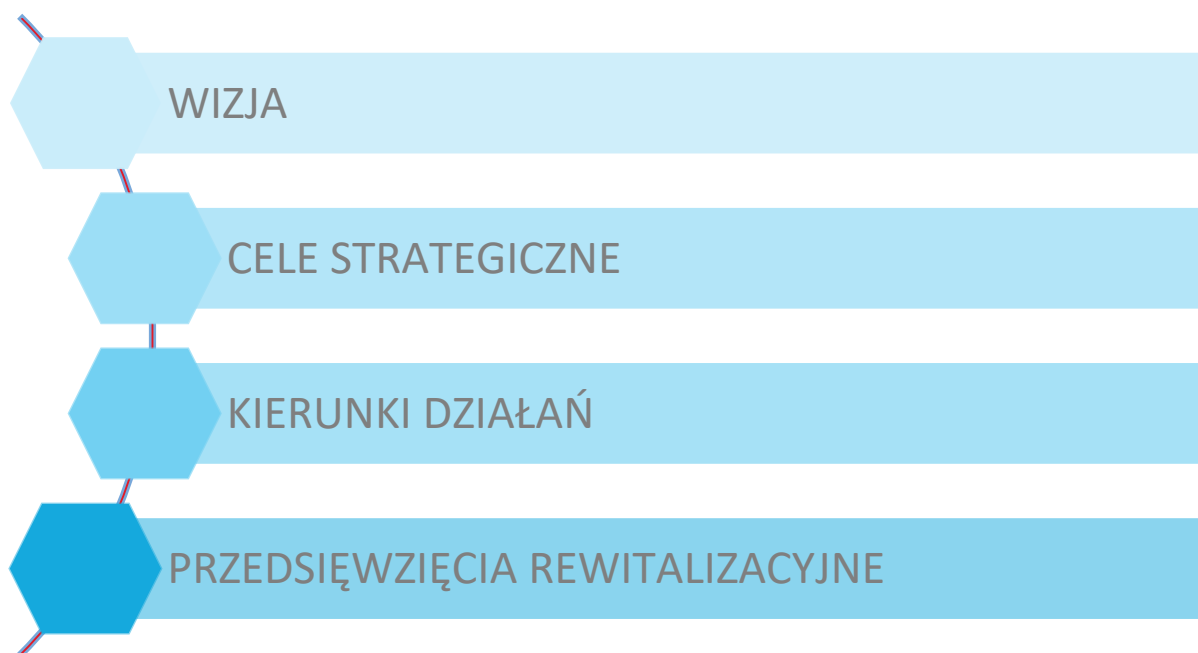 WIZJA
CELE STRATEGICZNE
KIERUNKI DZIAŁAŃ
PRZEDSIĘWZIĘCIA REWITALIZACYJNE